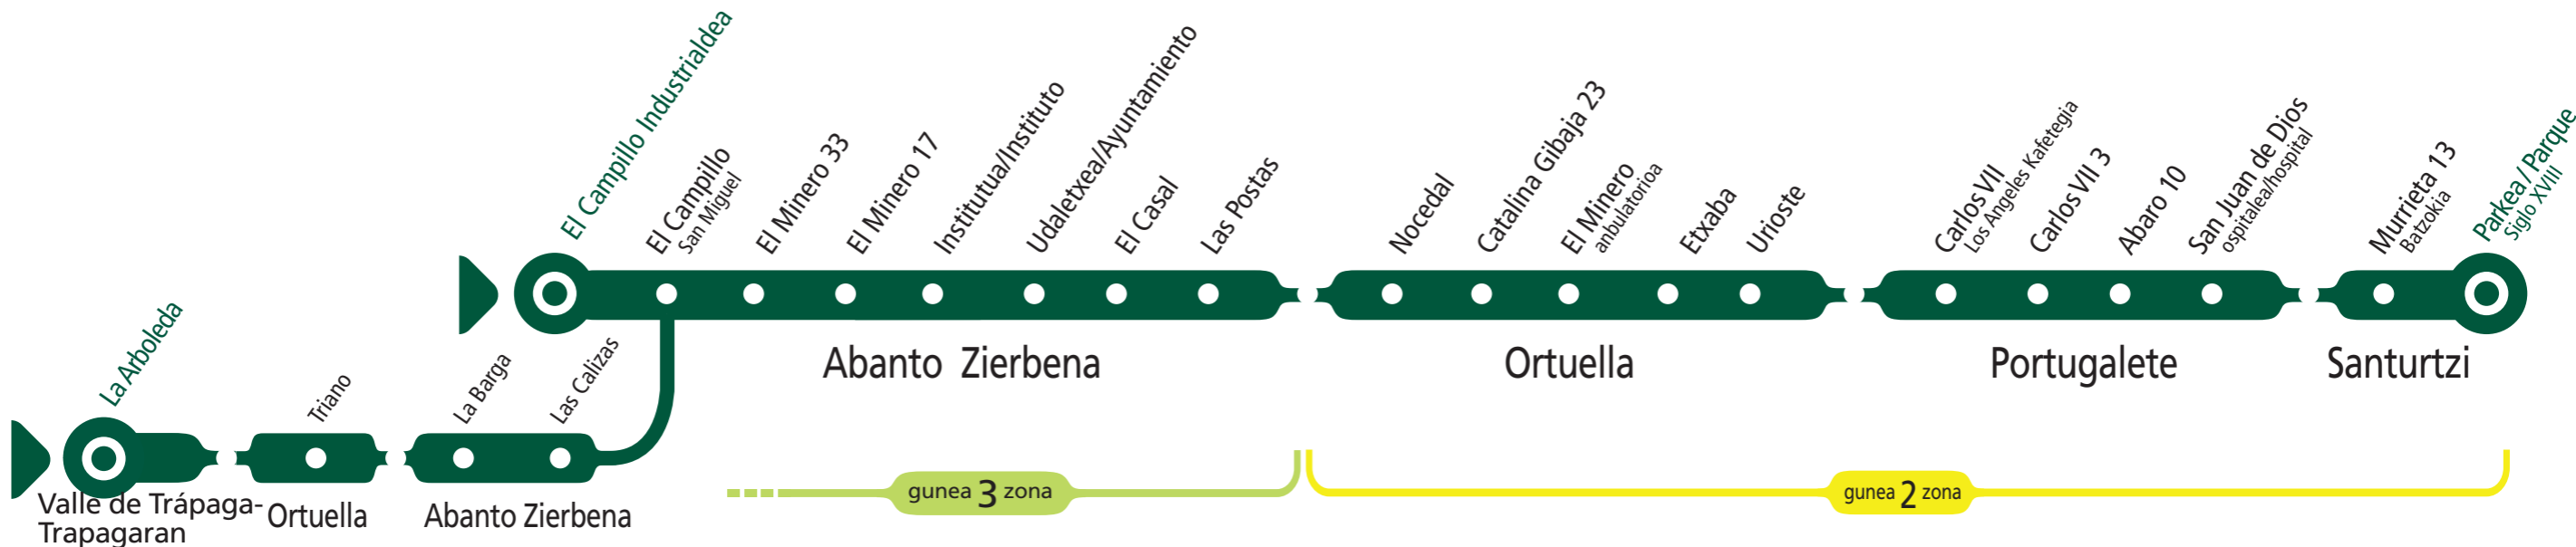 El Campillo Industrialdea
El Campillo
San Miguel
El Minero 33
El Minero 17
Institutua/Instituto
Udaletxea/Ayuntamiento
El Casal
Las Postas
Nocedal
Catalina Gibaja 23
El Minero
anbulatorioa
Etxaba
Urioste
Carlos VII
Los Angeles Kafetegia
Carlos VII 3
Abaro 10
San Juan de Dios
ospitalea/hospital
Murrieta 13
Batzokia
Parkea / Parque
Siglo XVIII
Abanto Zierbena
Ortuella
Portugalete
Santurtzi
La Arboleda
Triano
La Barga
Las Calizas
Valle de Trápaga-
Trapagaran
Ortuella
Abanto Zierbena
gunea 3 zona
gunea 2 zona